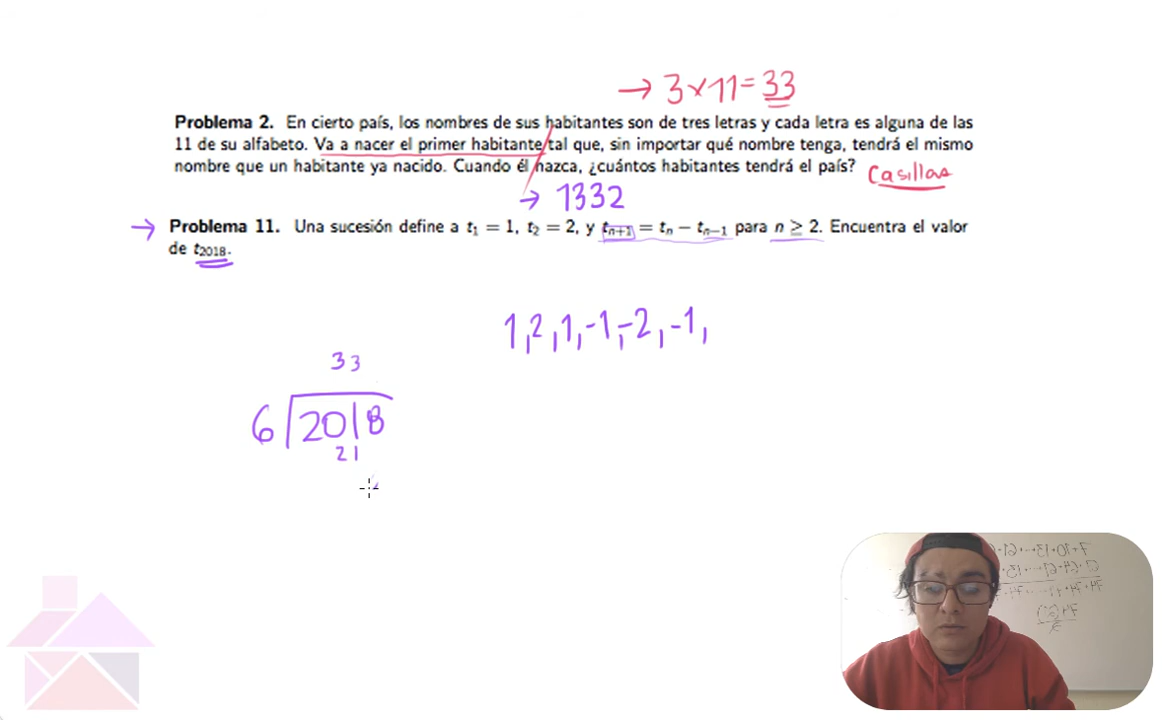 → 3×11=33
Problema 2. En cierto país, los nombres de sus habitantes son de tres letras y cada letra es alguna de las
11 de su alfabeto. Va a nacer el primer habitante tal que, sin importar qué nombre tenga, tendrá el mismo
nombre que un habitante ya nacido. Cuando él nazca, ¿cuántos habitantes tendrá el país? Casillas
→ 1332
→ Problema 11. Una sucesión define a t₁ = 1, t₂ = 2, y tₙ₊₁ = tₙ − tₙ₋₁ para n ≥ 2. Encuentra el valor
de t₂₀₁₈.
1,2,1,-1,-2,-1,
33
6 2018
21